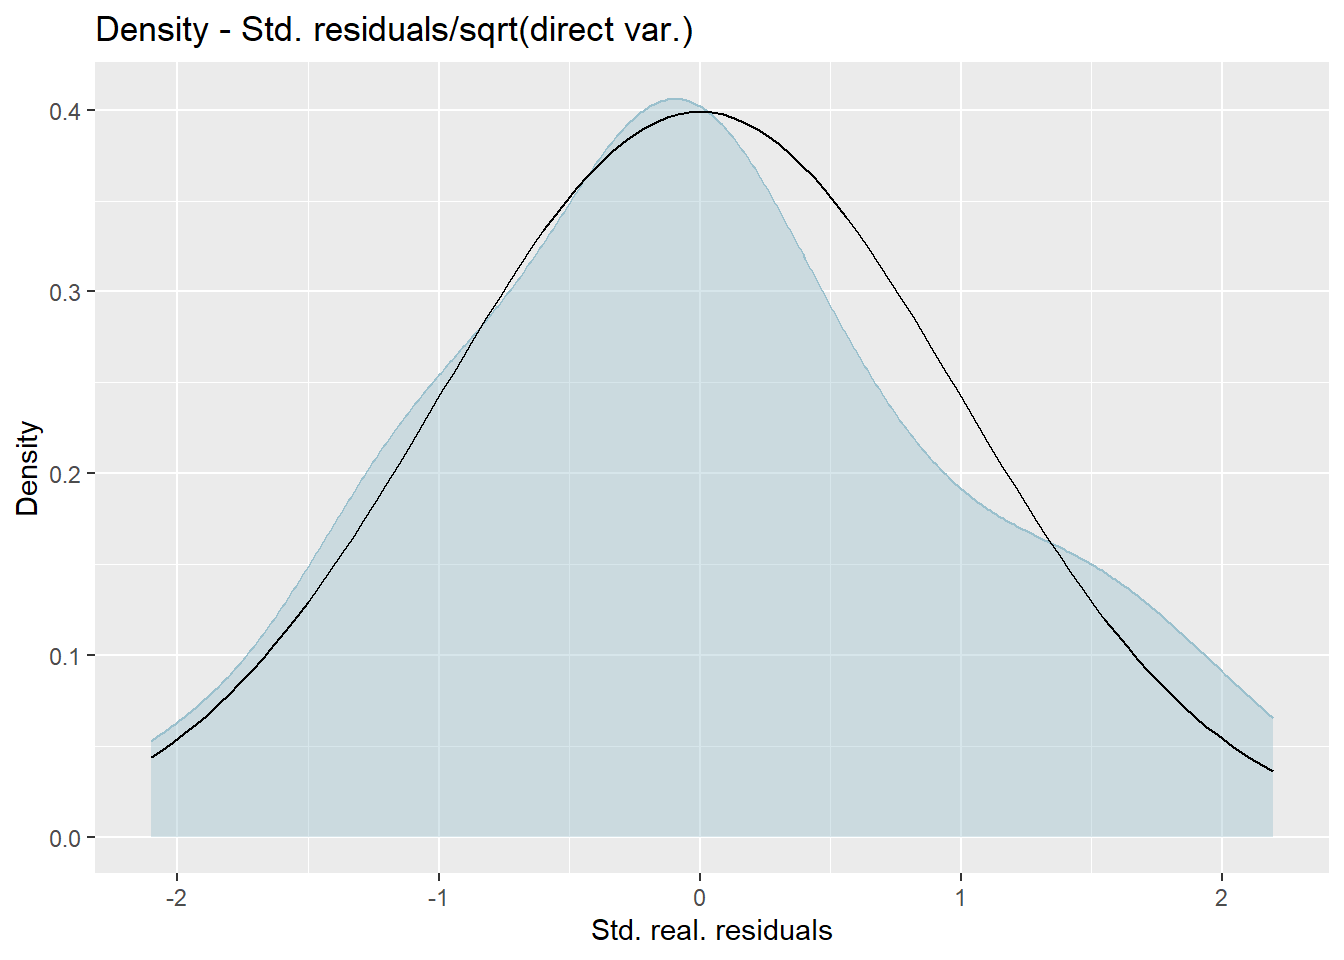 Density - Std. residuals/sqrt(direct var.)
0.4
0.3
0.2
0.1
0.0
Density
-2 -1 0 1 2
Std. real. residuals